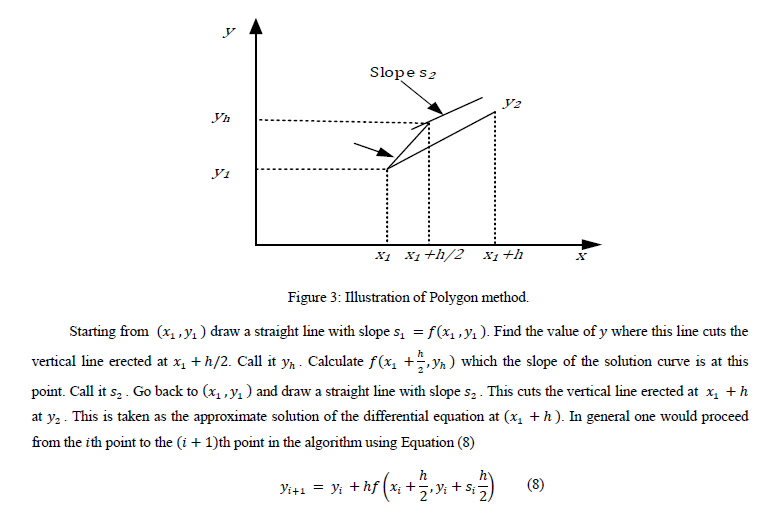 y
Slope s₂
y₂
yₕ
y₁
x₁ x₁+h/2 x₁+h x
Figure 3: Illustration of Polygon method.
Starting from (x₁, y₁) draw a straight line with slope s₁ = f(x₁, y₁). Find the value of y where this line cuts the
vertical line erected at x₁ + h/2. Call it yₕ. Calculate f(x₁ + h/2, yₕ) which the slope of the solution curve is at this
point. Call it s₂. Go back to (x₁, y₁) and draw a straight line with slope s₂. This cuts the vertical line erected at x₁ + h
at y₂. This is taken as the approximate solution of the differential equation at (x₁ + h). In general one would proceed
from the ith point to the (i + 1)th point in the algorithm using Equation (8)
yᵢ₊₁ = yᵢ + hf(xᵢ + h/2, yᵢ + sᵢ h/2) (8)